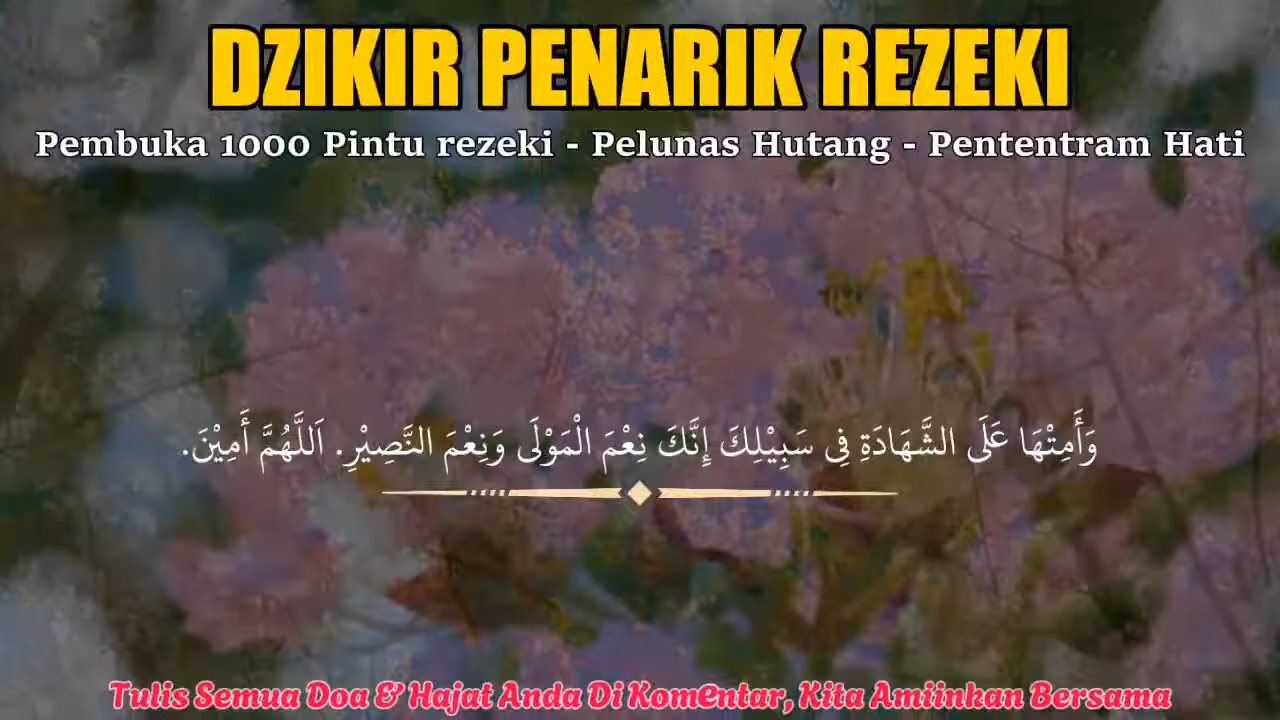 DZIKIR PENARIK REZEKI
Pembuka 1000 Pintu rezeki - Pelunas Hutang - Pententram Hati
وَأَمِتْهَا عَلَى الشَّهَادَةِ فِي سَبِيْلِكَ إِنَّكَ نِعْمَ الْمَوْلَى وَنِعْمَ النَّصِيْرِ. اَللَّهُمَّ أَمِيْنَ.
Tulis Semua Doa & Hajat Anda Di Komentar, Kita Amiinkan Bersama